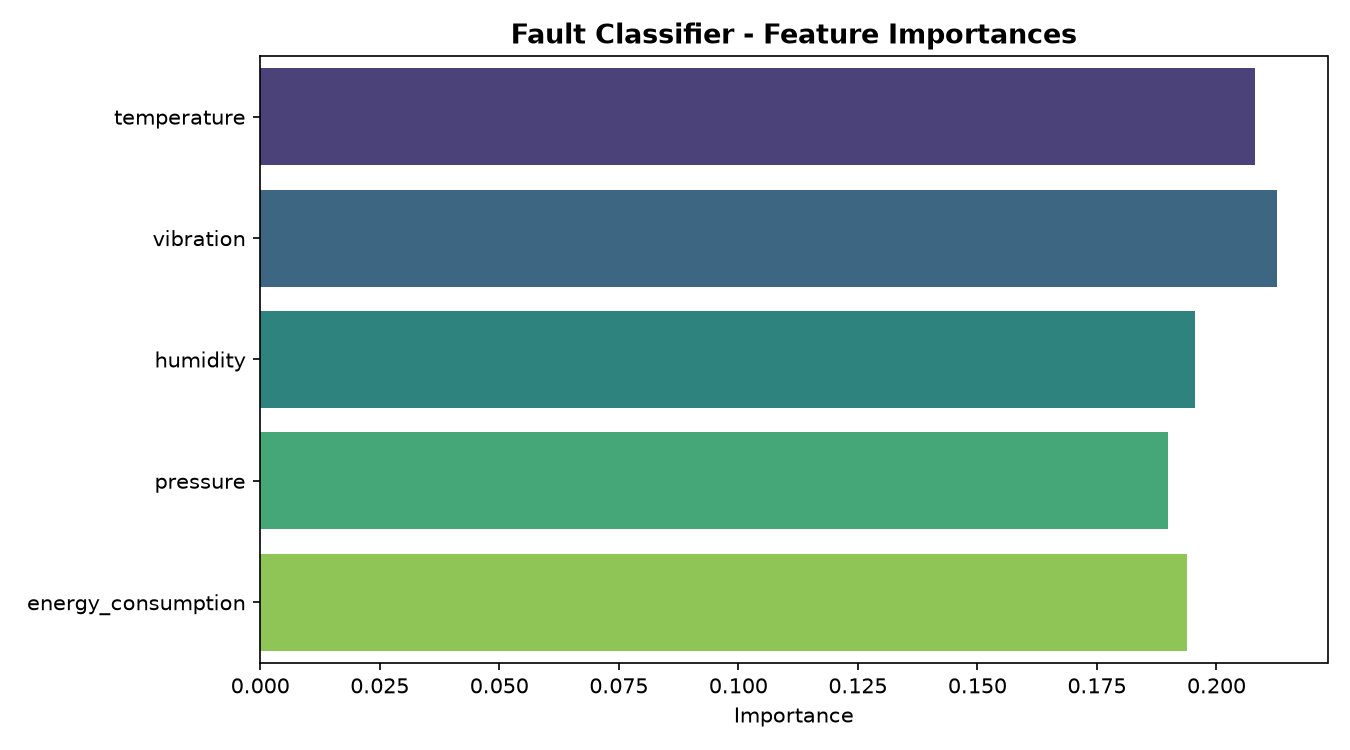 Fault Classifier - Feature Importances
temperature
vibration
humidity
pressure
energy_consumption
0.000 0.025 0.050 0.075 0.100 0.125 0.150 0.175 0.200
Importance